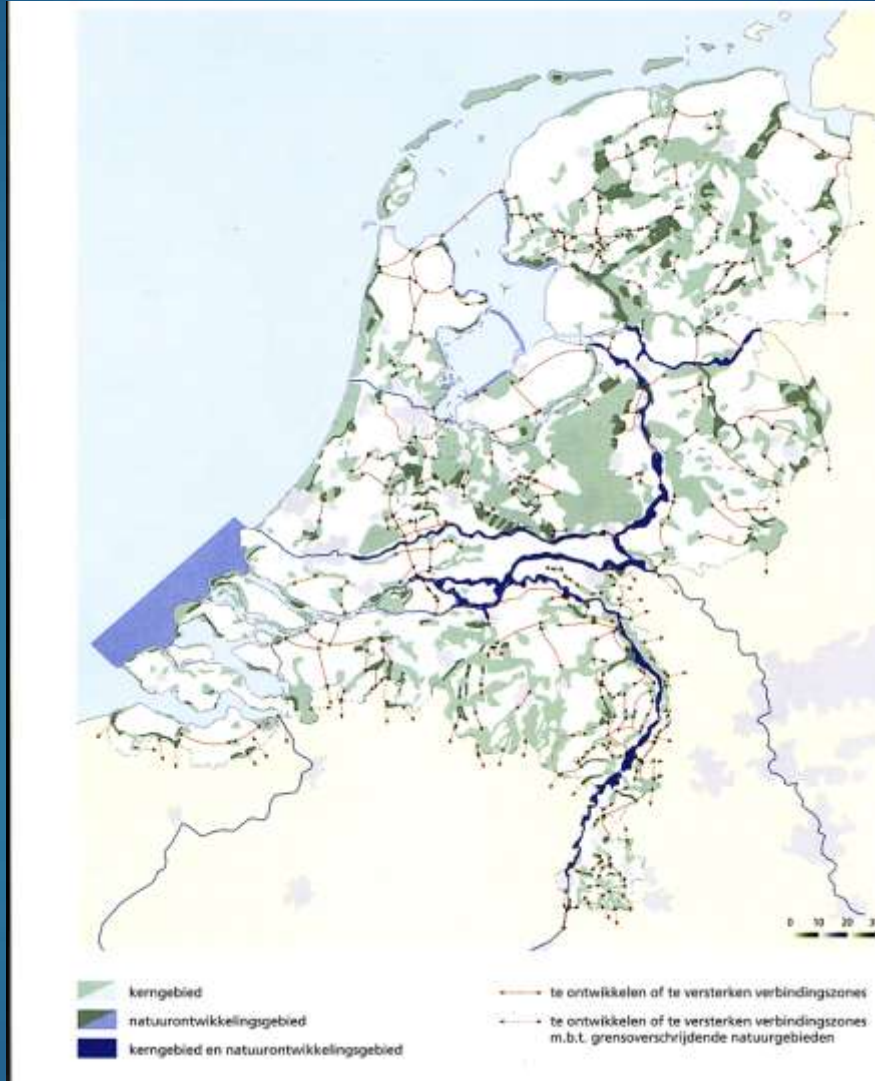 0 10 20
kerngebied
natuurontwikkelingsgebied
kerngebied en natuurontwikkelingsgebied
te ontwikkelen of te versterken verbindingszones
te ontwikkelen of te versterken verbindingszones
m.b.t. grensoverschrijdende natuurgebieden